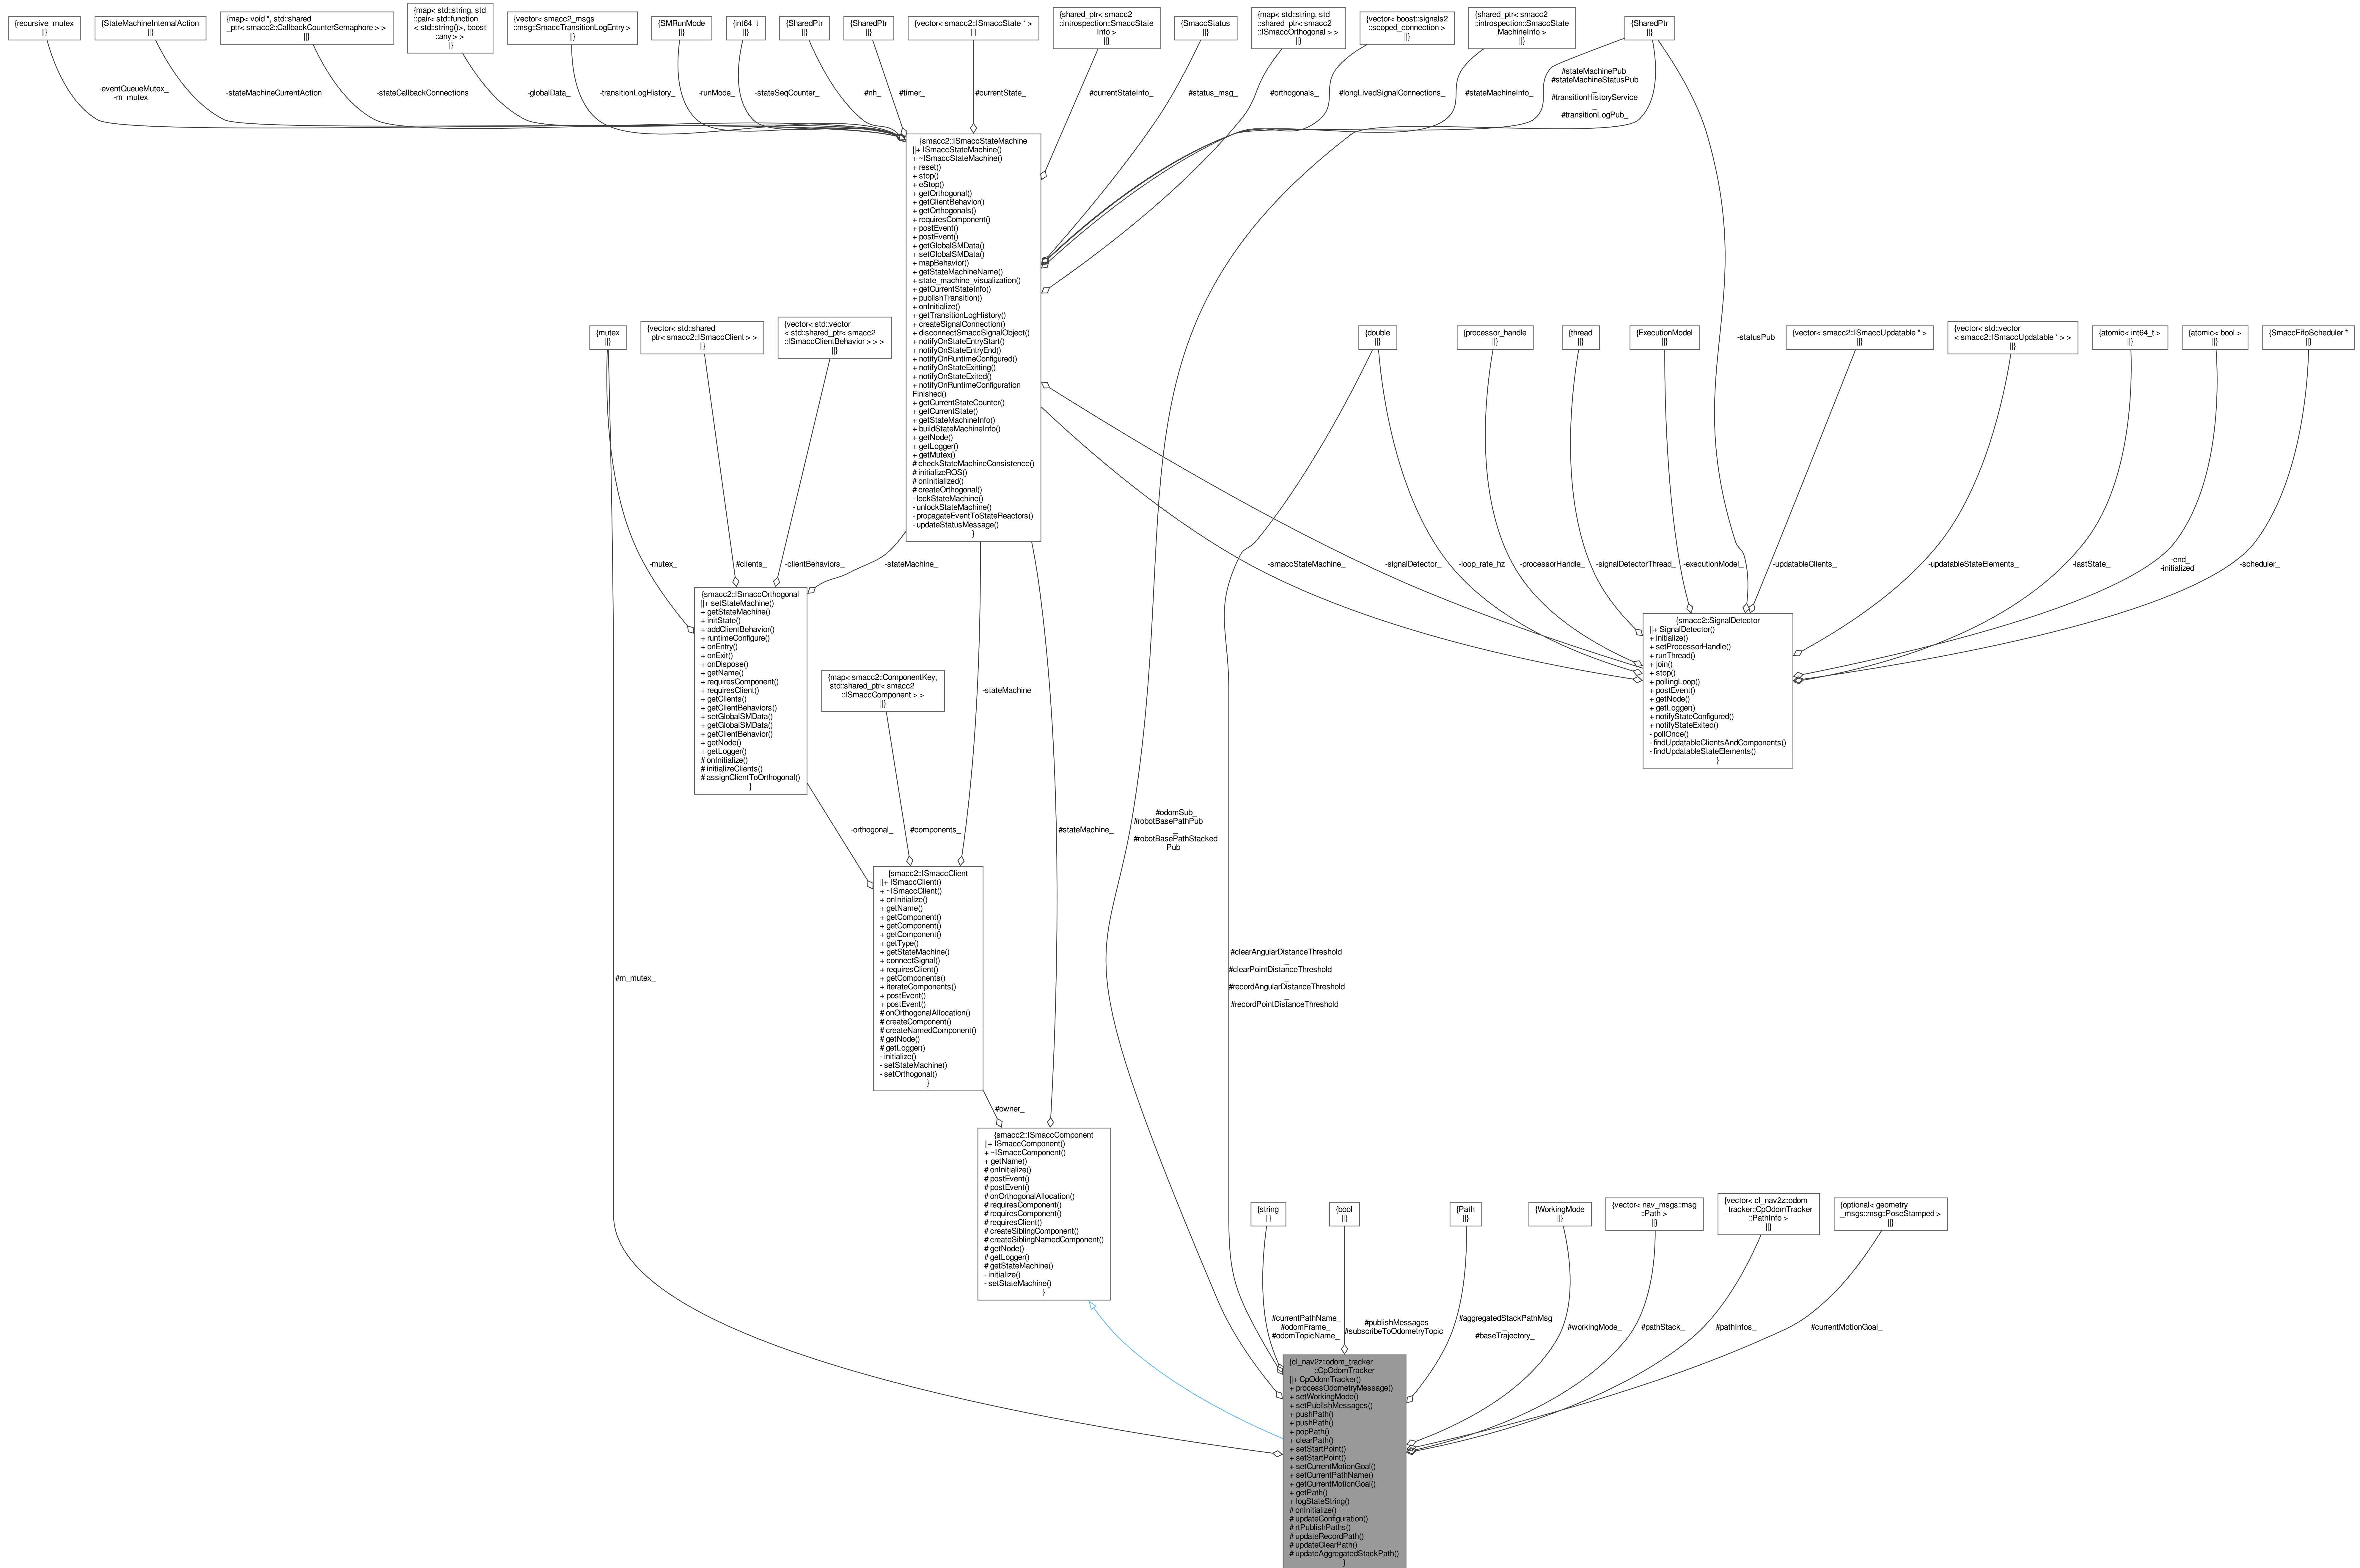 {recursive_mutex
||}
{StateMachineInternalAction
||}
{map< void *, std::shared
_ptr< smacc2::CallbackCounterSemaphore > >
||}
{map< std::string, std
::pair< std::function
< std::string()>, boost
::any > >
||}
{vector< smacc2_msgs
::msg::SmaccTransitionLogEntry >
||}
{SMRunMode
||}
{int64_t
||}
{SharedPtr
||}
{SharedPtr
||}
{vector< smacc2::ISmaccState * >
||}
{shared_ptr< smacc2
::introspection::SmaccState
Info >
||}
{SmaccStatus
||}
{map< std::string, std
::shared_ptr< smacc2
::ISmaccOrthogonal > >
||}
{vector< boost::signals2
::scoped_connection >
||}
{shared_ptr< smacc2
::introspection::SmaccState
MachineInfo >
||}
{SharedPtr
||}
-eventQueueMutex_
-m_mutex_
-stateMachineCurrentAction
-stateCallbackConnections
-globalData_
-transitionLogHistory_
-runMode_
-stateSeqCounter_
#nh_
#timer_
#currentState_
#currentStateInfo_
#status_msg_
#orthogonals_
#longLivedSignalConnections_
#stateMachineInfo_
#stateMachinePub_
#stateMachineStatusPub
_
#transitionHistoryService
_
#transitionLogPub_
{smacc2::ISmaccStateMachine
||+ ISmaccStateMachine()
+ ~ISmaccStateMachine()
+ reset()
+ stop()
+ eStop()
+ getOrthogonal()
+ getClientBehavior()
+ getOrthogonals()
+ requiresComponent()
+ postEvent()
+ postEvent()
+ getGlobalSMData()
+ setGlobalSMData()
+ mapBehavior()
+ getStateMachineName()
+ state_machine_visualization()
+ getCurrentStateInfo()
+ publishTransition()
+ onInitialize()
+ getTransitionLogHistory()
+ createSignalConnection()
+ disconnectSmaccSignalObject()
+ notifyOnStateEntryStart()
+ notifyOnStateEntryEnd()
+ notifyOnRuntimeConfigured()
+ notifyOnStateExitting()
+ notifyOnStateExited()
+ notifyOnRuntimeConfiguration
Finished()
+ getCurrentStateCounter()
+ getCurrentState()
+ getStateMachineInfo()
+ buildStateMachineInfo()
+ getNode()
+ getLogger()
+ getMutex()
# checkStateMachineConsistence()
# initializeROS()
# onInitialized()
# createOrthogonal()
- lockStateMachine()
- unlockStateMachine()
- propagateEventToStateReactors()
- updateStatusMessage()
}
{mutex
||}
{vector< std::shared
_ptr< smacc2::ISmaccClient > >
||}
{vector< std::vector
< std::shared_ptr< smacc2
::ISmaccClientBehavior > > >
||}
{double
||}
{processor_handle
||}
{thread
||}
{ExecutionModel
||}
-statusPub_
{vector< smacc2::ISmaccUpdatable * >
||}
{vector< std::vector
< smacc2::ISmaccUpdatable * > >
||}
{atomic< int64_t >
||}
{atomic< bool >
||}
{SmaccFifoScheduler *
||}
-mutex_
#clients_
-clientBehaviors_
-stateMachine_
-smaccStateMachine_
-signalDetector_
-loop_rate_hz
-processorHandle_
-signalDetectorThread_
-executionModel_
-updatableClients_
-updatableStateElements_
-lastState_
-end_
-initialized_
-scheduler_
{smacc2::ISmaccOrthogonal
||+ setStateMachine()
+ getStateMachine()
+ initState()
+ addClientBehavior()
+ runtimeConfigure()
+ onEntry()
+ onExit()
+ onDispose()
+ getName()
+ requiresComponent()
+ requiresClient()
+ getClients()
+ getClientBehaviors()
+ setGlobalSMData()
+ getGlobalSMData()
+ getClientBehavior()
+ getNode()
+ getLogger()
# onInitialize()
# initializeClients()
# assignClientToOrthogonal()
}
{smacc2::SignalDetector
||+ SignalDetector()
+ initialize()
+ setProcessorHandle()
+ runThread()
+ join()
+ stop()
+ pollingLoop()
+ postEvent()
+ getNode()
+ getLogger()
+ notifyStateConfigured()
+ notifyStateExited()
- pollOnce()
- findUpdatableClientsAndComponents()
- findUpdatableStateElements()
}
{map< smacc2::ComponentKey,
std::shared_ptr< smacc2
::ISmaccComponent > >
||}
-stateMachine_
-orthogonal_
#components_
#stateMachine_
#odomSub_
#robotBasePathPub
_
#robotBasePathStacked
Pub_
{smacc2::ISmaccClient
||+ ISmaccClient()
+ ~ISmaccClient()
+ onInitialize()
+ getName()
+ getComponent()
+ getComponent()
+ getComponent()
+ getType()
+ getStateMachine()
+ connectSignal()
+ requiresClient()
+ getComponents()
+ iterateComponents()
+ postEvent()
+ postEvent()
# onOrthogonalAllocation()
# createComponent()
# createNamedComponent()
# getNode()
# getLogger()
- initialize()
- setStateMachine()
- setOrthogonal()
}
#m_mutex_
#clearAngularDistanceThreshold
_
#clearPointDistanceThreshold
_
#recordAngularDistanceThreshold
_
#recordPointDistanceThreshold_
#owner_
{smacc2::ISmaccComponent
||+ ISmaccComponent()
+ ~ISmaccComponent()
+ getName()
# onInitialize()
# postEvent()
# postEvent()
# onOrthogonalAllocation()
# requiresComponent()
# requiresComponent()
# requiresClient()
# createSiblingComponent()
# createSiblingNamedComponent()
# getNode()
# getLogger()
# getStateMachine()
- initialize()
- setStateMachine()
}
{string
||}
{bool
||}
{Path
||}
{WorkingMode
||}
{vector< nav_msgs::msg
::Path >
||}
{vector< cl_nav2z::odom
_tracker::CpOdomTracker
::PathInfo >
||}
{optional< geometry
_msgs::msg::PoseStamped >
||}
#currentPathName_
#odomFrame_
#odomTopicName_
#publishMessages
#subscribeToOdometryTopic_
#aggregatedStackPathMsg
_
#baseTrajectory_
#workingMode_
#pathStack_
#pathInfos_
#currentMotionGoal_
{cl_nav2z::odom_tracker
::CpOdomTracker
||+ CpOdomTracker()
+ processOdometryMessage()
+ setWorkingMode()
+ setPublishMessages()
+ pushPath()
+ pushPath()
+ popPath()
+ clearPath()
+ setStartPoint()
+ setStartPoint()
+ setCurrentMotionGoal()
+ setCurrentPathName()
+ getCurrentMotionGoal()
+ getPath()
+ logStateString()
# onInitialize()
# updateConfiguration()
# rtPublishPaths()
# updateRecordPath()
# updateClearPath()
# updateAggregatedStackPath()
}